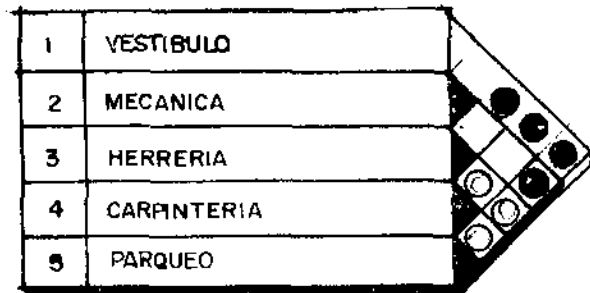 1 VESTIBULO
2 MECANICA
3 HERRERIA
4 CARPINTERIA
5 PARQUEO